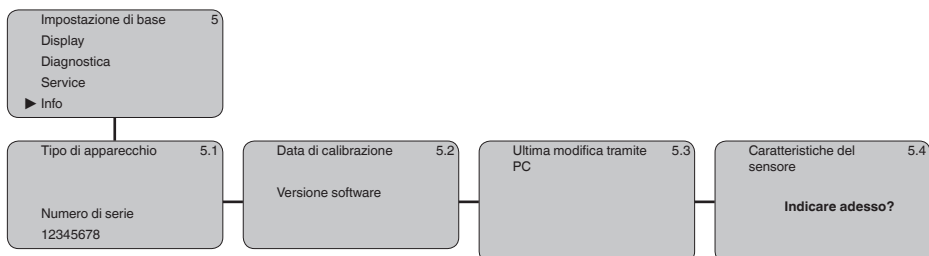 Impostazione di base 5
Display
Diagnostica
Service
▶ Info
Tipo di apparecchio 5.1
Numero di serie
12345678
Data di calibrazione 5.2
Versione software
Ultima modifica tramite 5.3
PC
Caratteristiche del 5.4
sensore
Indicare adesso?